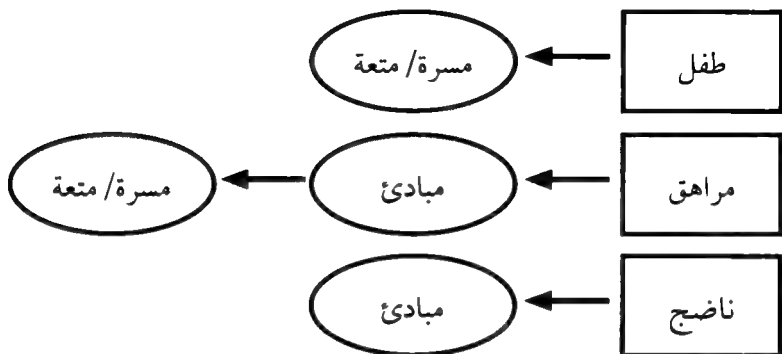 طفل
مسرة/ متعة
مراهق
مبادئ
مسرة/ متعة
ناضج
مبادئ